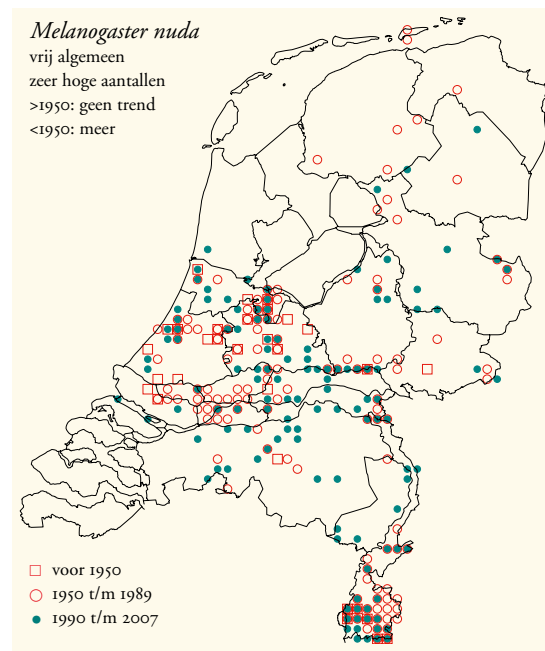 Melanogaster nuda
vrij algemeen
zeer hoge aantallen
>1950: geen trend
<1950: meer
voor 1950
1950 t/m 1989
1990 t/m 2007